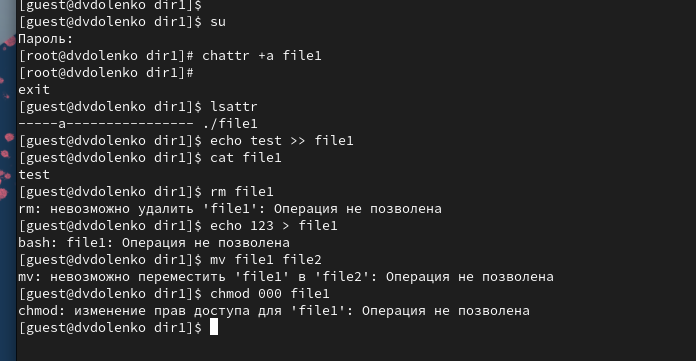 [guest@dvdolenko dir1]$
[guest@dvdolenko dir1]$ su
Пароль:
[root@dvdolenko dir1]# chattr +a file1
[root@dvdolenko dir1]#
exit
[guest@dvdolenko dir1]$ lsattr
-----a---------------- ./file1
[guest@dvdolenko dir1]$ echo test >> file1
[guest@dvdolenko dir1]$ cat file1
test
[guest@dvdolenko dir1]$ rm file1
rm: невозможно удалить 'file1': Операция не позволена
[guest@dvdolenko dir1]$ echo 123 > file1
bash: file1: Операция не позволена
[guest@dvdolenko dir1]$ mv file1 file2
mv: невозможно переместить 'file1' в 'file2': Операция не позволена
[guest@dvdolenko dir1]$ chmod 000 file1
chmod: изменение прав доступа для 'file1': Операция не позволена
[guest@dvdolenko dir1]$